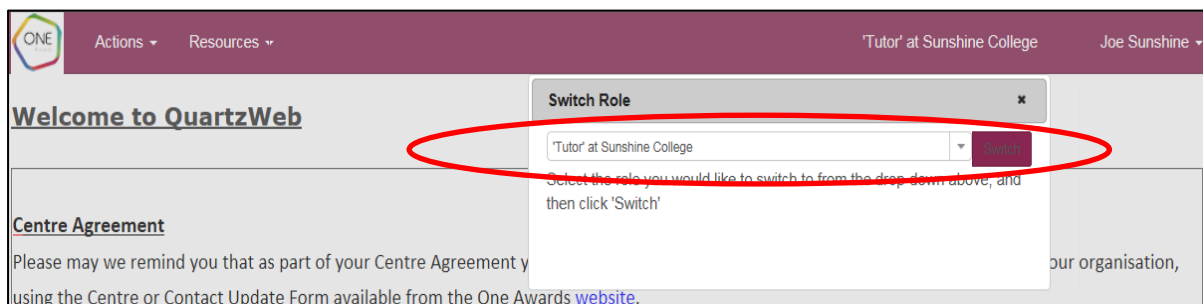 ONE
Actions Resources 'Tutor' at Sunshine College Joe Sunshine
Welcome to QuartzWeb
Switch Role ×
'Tutor' at Sunshine College Switch
Select the role you would like to switch to from the drop down above, and
then click 'Switch'
Centre Agreement
Please may we remind you that as part of your Centre Agreement y our organisation,
using the Centre or Contact Update Form available from the One Awards website.